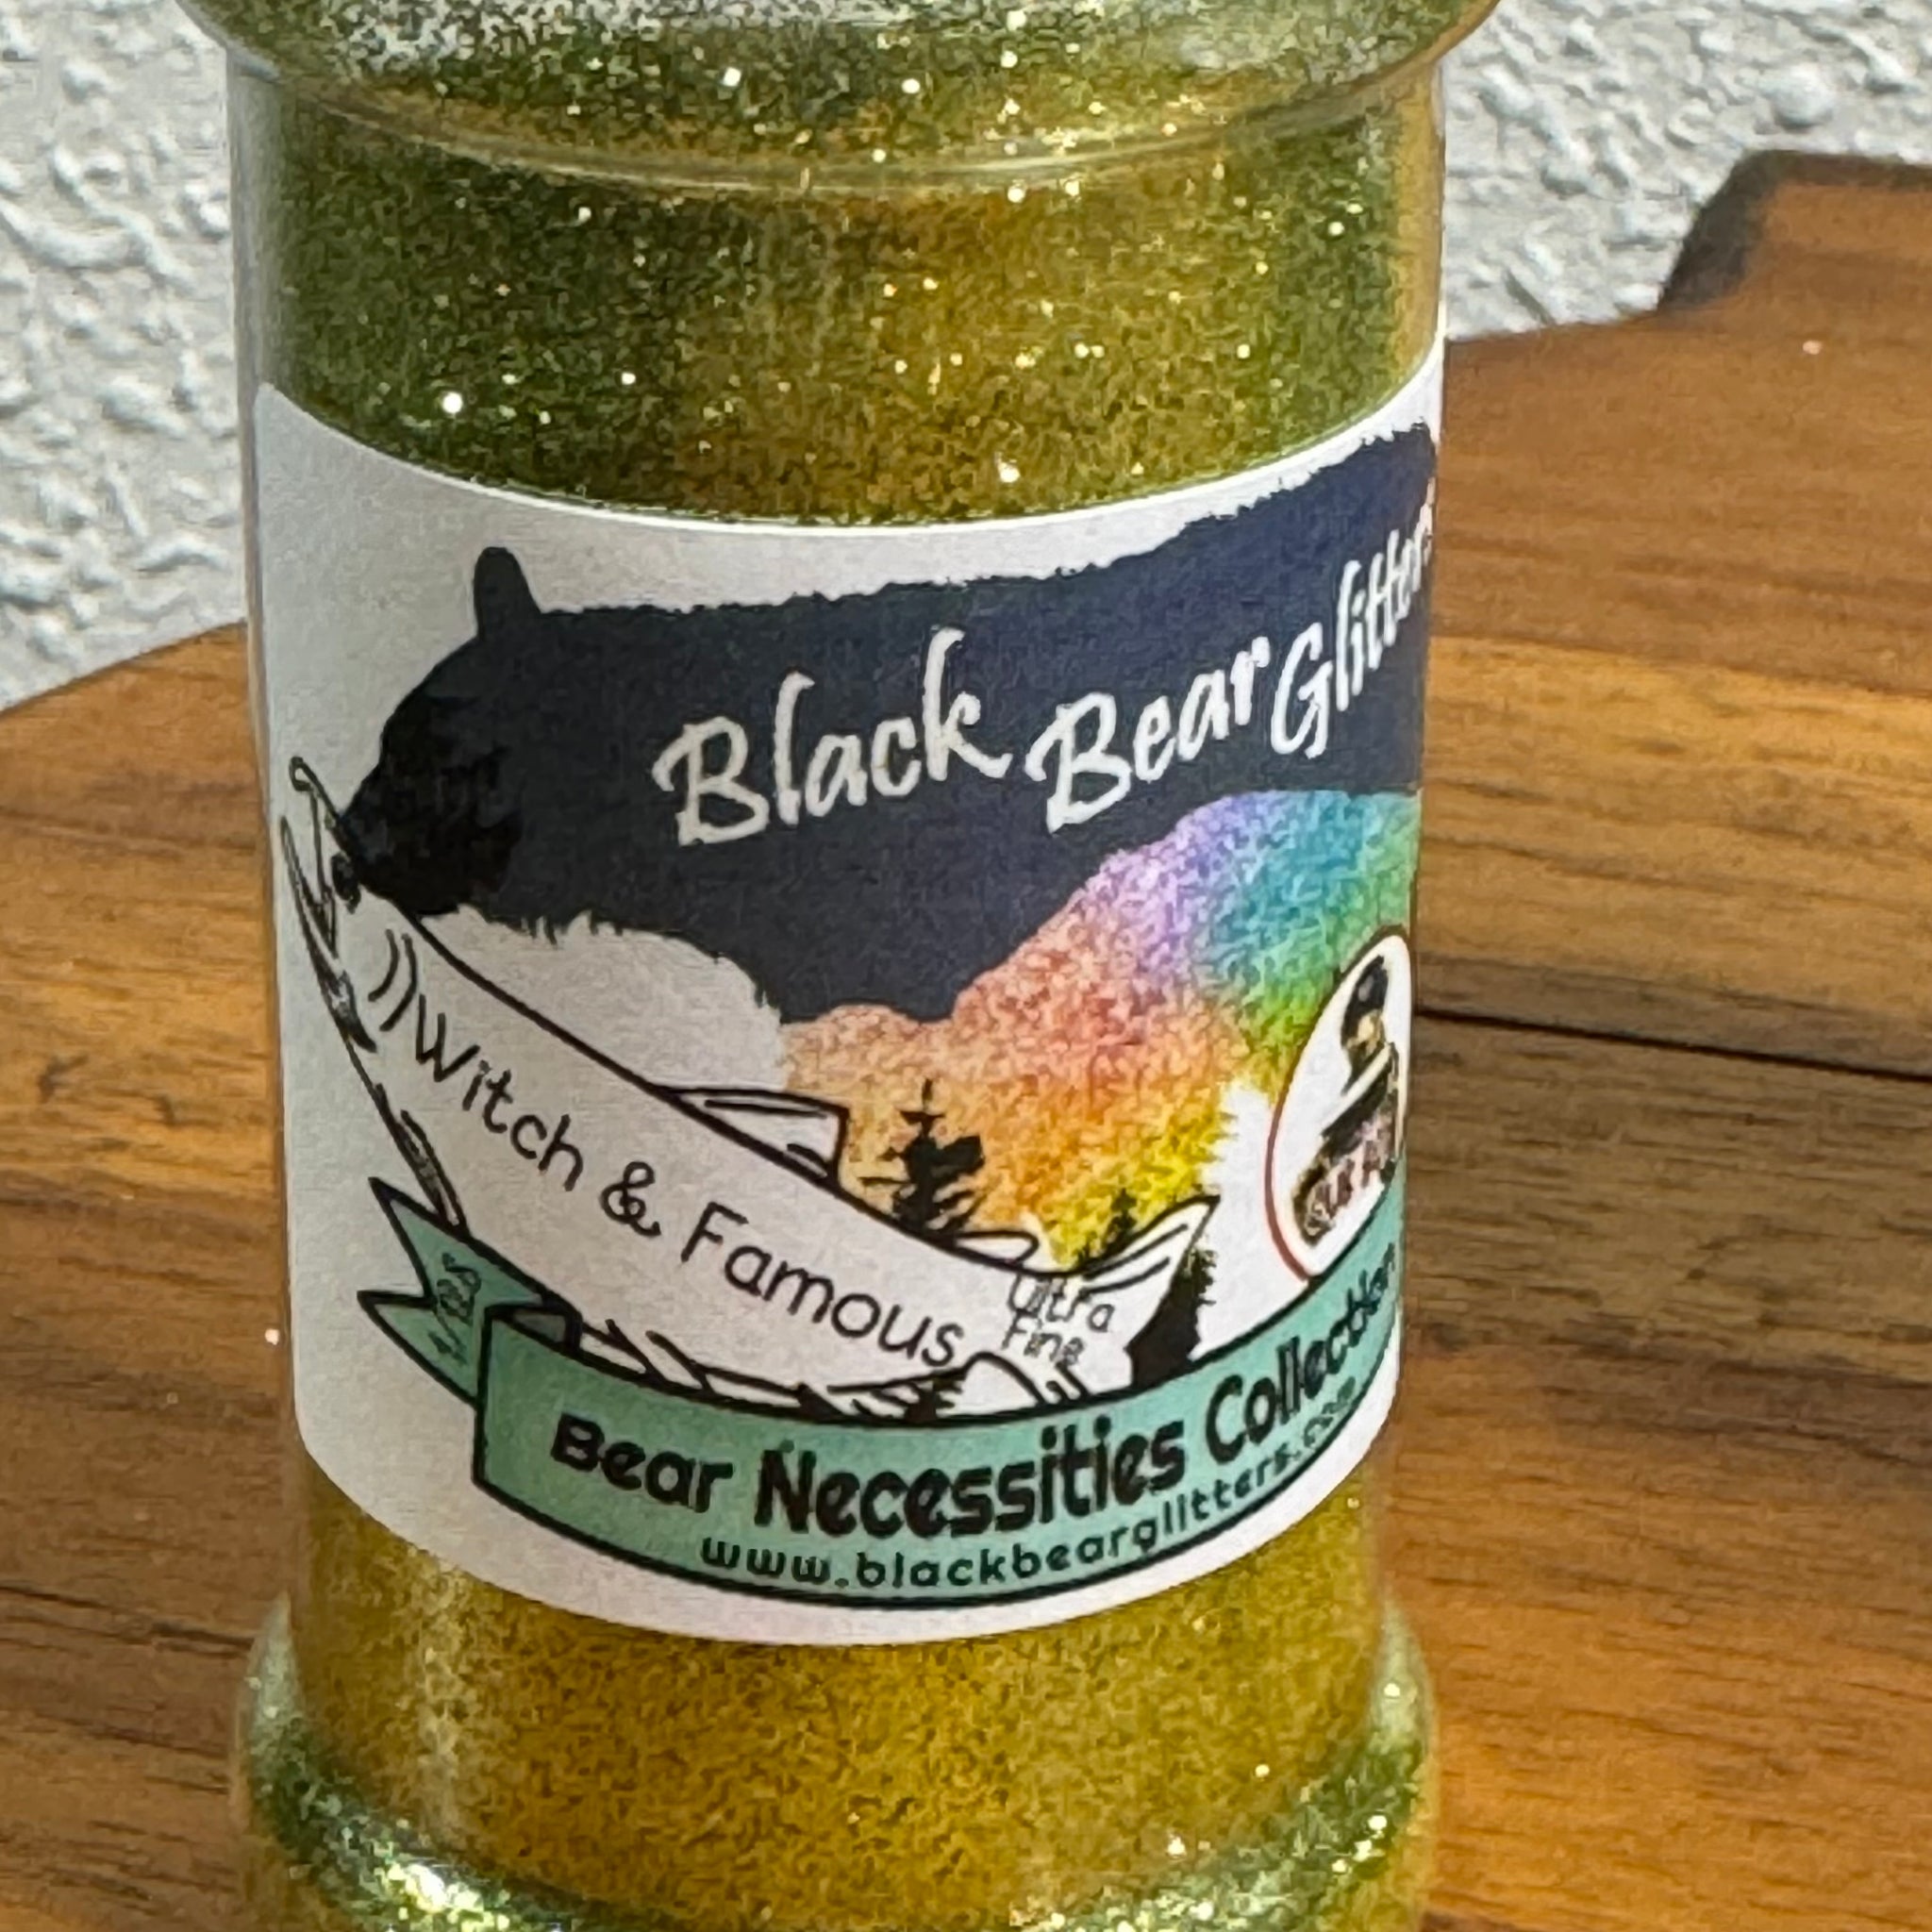 Black Bear Glitters
Witch & Famous
Ultra
Fine
Bear Necessities Collection
www.blackbearglitters.com